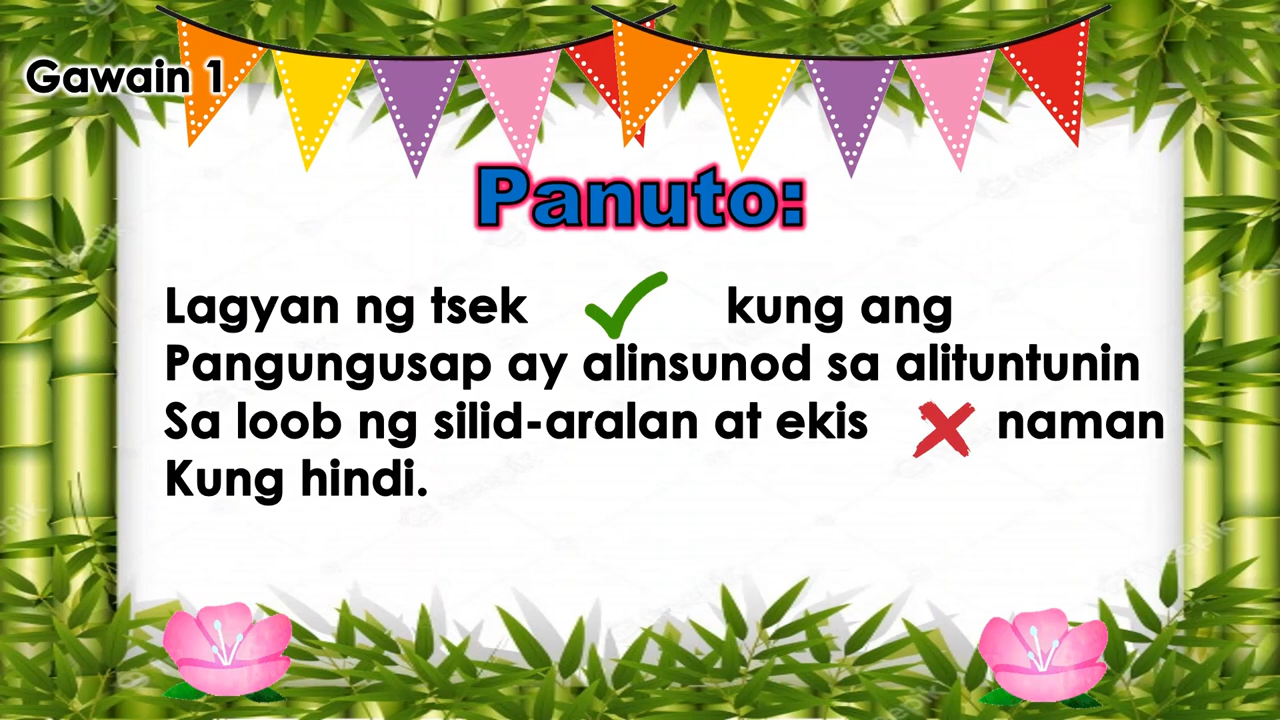 Gawain 1
Panuto:
Lagyan ng tsek ✓ kung ang
Pangungusap ay alinsunod sa alituntunin
Sa loob ng silid-aralan at ekis ✗ naman
Kung hindi.